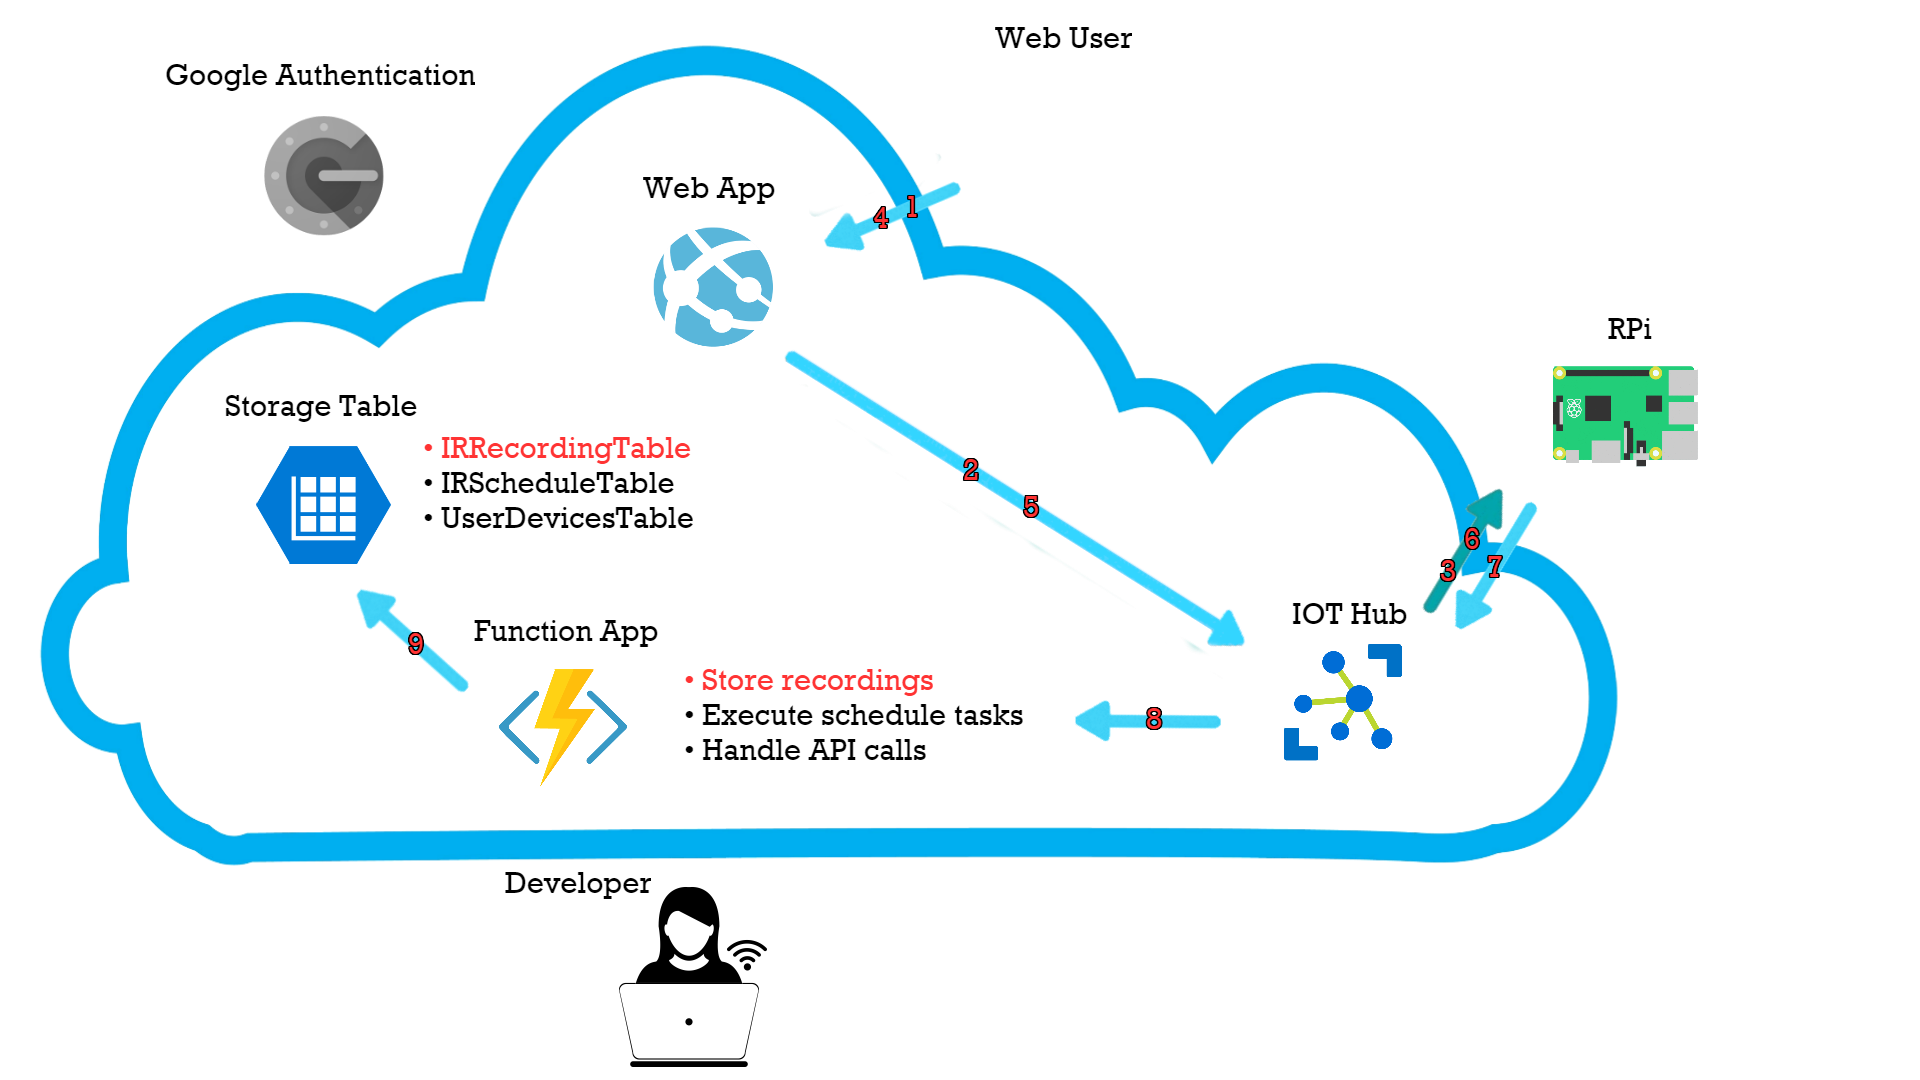 Web User
Google Authentication
Web App
4 1
RPi
Storage Table
• IRRecordingTable
• IRScheduleTable
• UserDevicesTable
2
5
6
3
7
IOT Hub
Function App
9
• Store recordings
• Execute schedule tasks
• Handle API calls
8
Developer